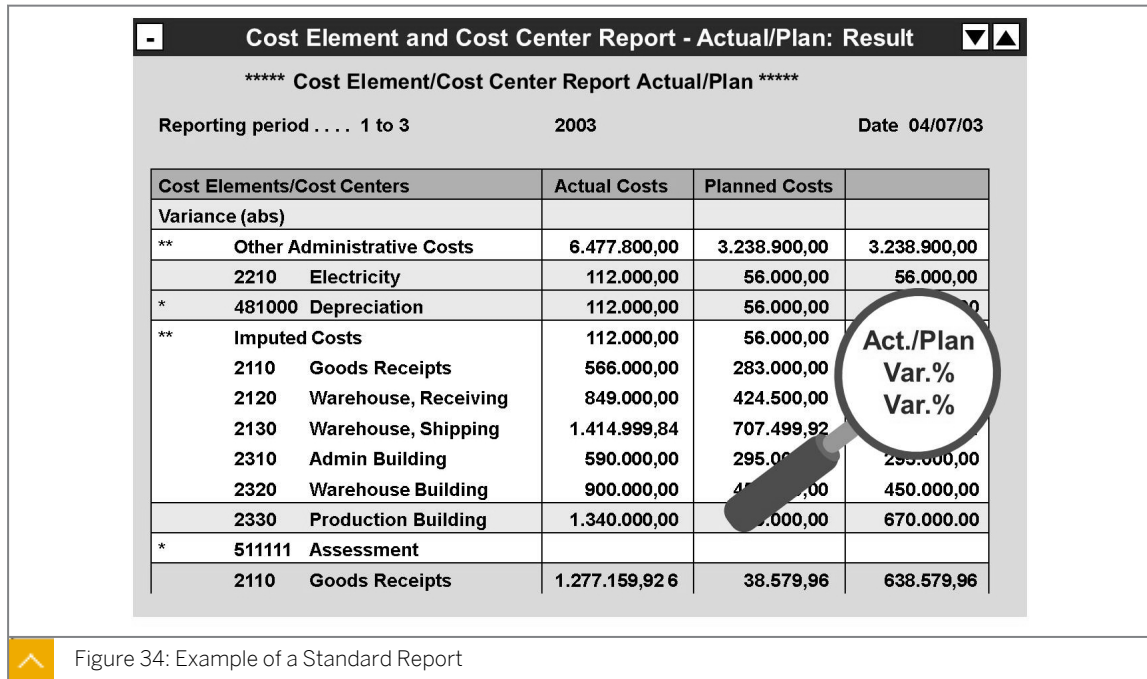 - Cost Element and Cost Center Report - Actual/Plan: Result
***** Cost Element/Cost Center Report Actual/Plan *****
Reporting period . . . . 1 to 3 2003 Date 04/07/03
Cost Elements/Cost Centers Actual Costs Planned Costs
Variance (abs)
** Other Administrative Costs 6.477.800,00 3.238.900,00 3.238.900,00
2210 Electricity 112.000,00 56.000,00 56.000,00
* 481000 Depreciation 112.000,00 56.000,00
** Imputed Costs 112.000,00 56.000,00
2110 Goods Receipts 566.000,00 283.000,00
2120 Warehouse, Receiving 849.000,00 424.500,00
2130 Warehouse, Shipping 1.414.999,84 707.499,92
2310 Admin Building 590.000,00
2320 Warehouse Building 900.000,00 450.000,00
2330 Production Building 1.340.000,00 670.000.00
* 511111 Assessment
2110 Goods Receipts 1.277.159,92 6 38.579,96 638.579,96
Act./Plan
Var.%
Var.%
Figure 34: Example of a Standard Report